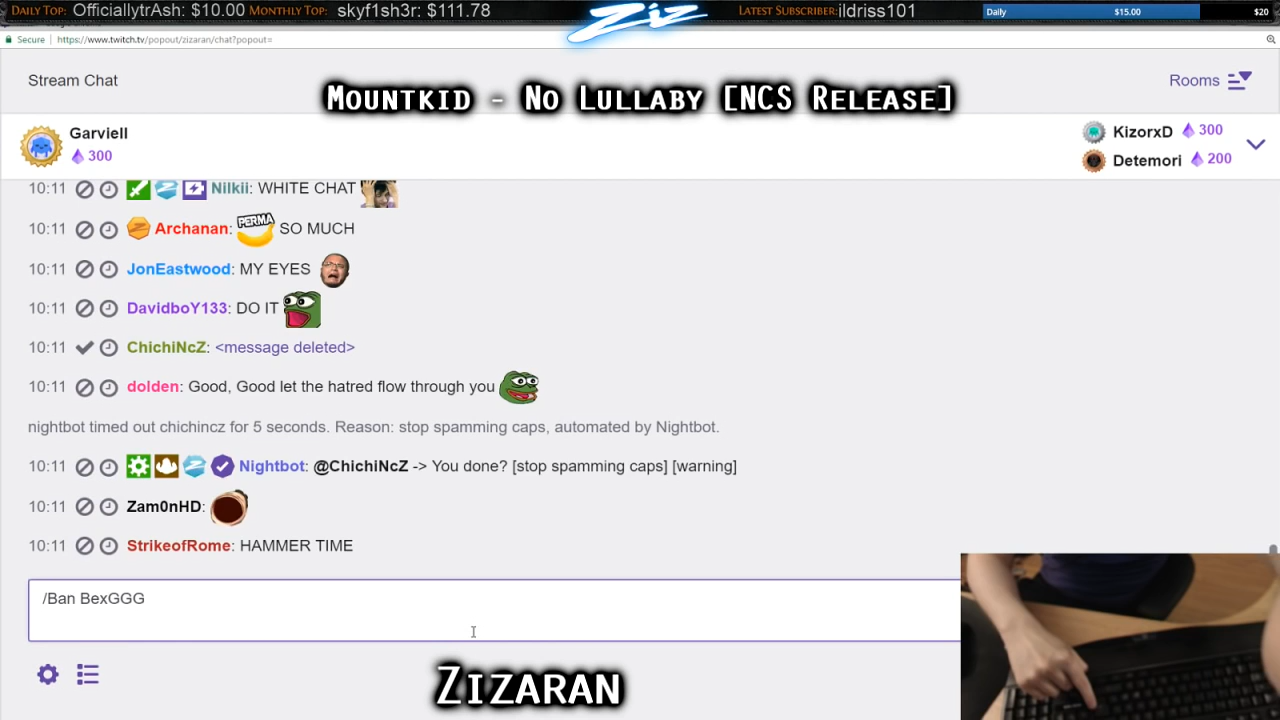 DAILY TOP: OfficiallytrAsh: $10.00 MONTHLY TOP: skyf1sh3r: $111.78 Ziz LATEST SUBSCRIBER: ildriss101 Daily $15.00 $20
Secure https://www.twitch.tv/popout/zizaran/chat?popout=
Stream Chat Rooms
MOUNTKID - NO LULLABY [NCS RELEASE]
Garviell KizorxD 300
300 Detemori 200
10:11 Nilkii: WHITE CHAT
10:11 Archanan: PERMA SO MUCH
10:11 JonEastwood: MY EYES
10:11 DavidboY133: DO IT
10:11 ChichiNcZ: <message deleted>
10:11 dolden: Good, Good let the hatred flow through you
nightbot timed out chichincz for 5 seconds. Reason: stop spamming caps, automated by Nightbot.
10:11 Nightbot: @ChichiNcZ -> You done? [stop spamming caps] [warning]
10:11 Zam0nHD:
10:11 StrikeofRome: HAMMER TIME
/Ban BexGGG
ZIZARAN